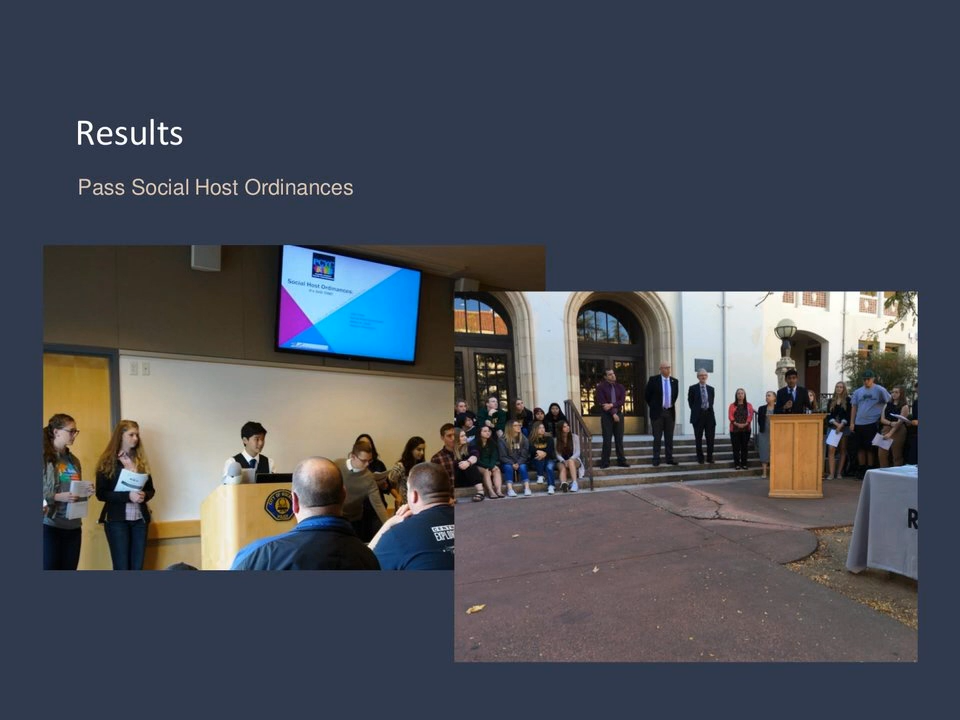 Results
Pass Social Host Ordinances
Social Host Ordinances
R